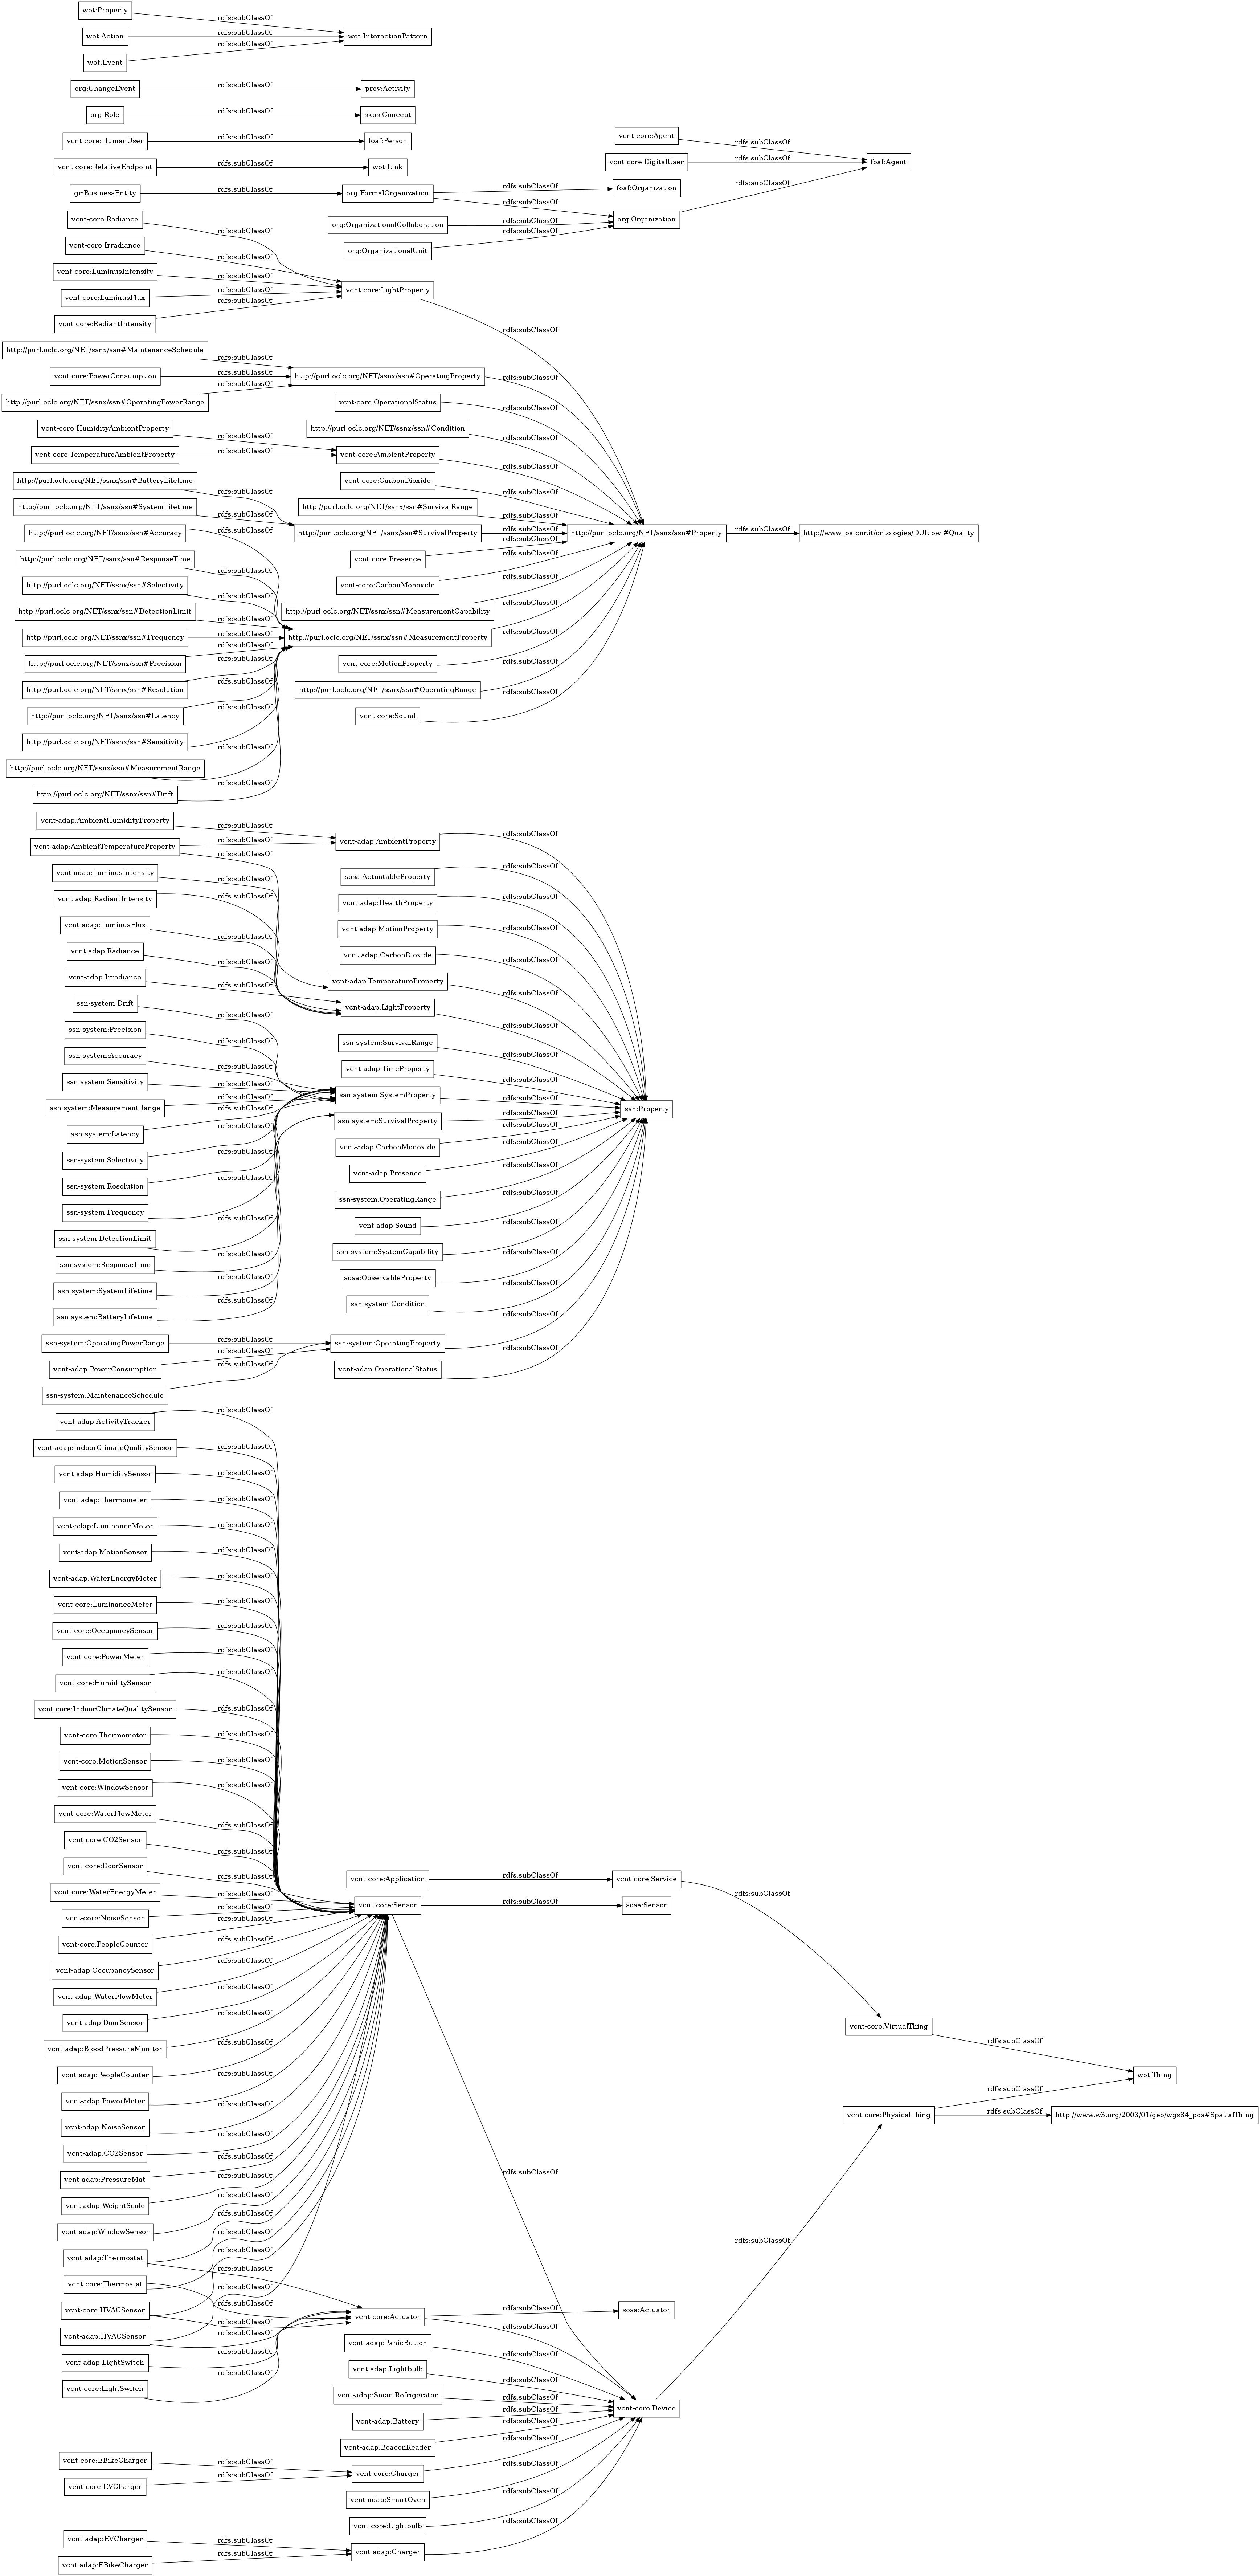 wot:Property
rdfs:subClassOf
wot:Action
rdfs:subClassOf
wot:InteractionPattern
rdfs:subClassOf
wot:Event
org:ChangeEvent
rdfs:subClassOf
prov:Activity
org:Role
rdfs:subClassOf
skos:Concept
vcnt-core:HumanUser
rdfs:subClassOf
foaf:Person
vcnt-core:Agent
rdfs:subClassOf
vcnt-core:RelativeEndpoint
rdfs:subClassOf
wot:Link
vcnt-core:DigitalUser
rdfs:subClassOf
foaf:Agent
gr:BusinessEntity
rdfs:subClassOf
org:FormalOrganization
rdfs:subClassOf
foaf:Organization
rdfs:subClassOf
rdfs:subClassOf
vcnt-core:Radiance
rdfs:subClassOf
org:OrganizationalCollaboration
rdfs:subClassOf
org:Organization
rdfs:subClassOf
vcnt-core:Irradiance
rdfs:subClassOf
org:OrganizationalUnit
vcnt-core:LuminusIntensity
rdfs:subClassOf
vcnt-core:LuminusFlux
rdfs:subClassOf
vcnt-core:LightProperty
rdfs:subClassOf
vcnt-core:RadiantIntensity
rdfs:subClassOf
http://purl.oclc.org/NET/ssnx/ssn#MaintenanceSchedule
rdfs:subClassOf
vcnt-core:PowerConsumption
rdfs:subClassOf
http://purl.oclc.org/NET/ssnx/ssn#OperatingProperty
rdfs:subClassOf
rdfs:subClassOf
http://purl.oclc.org/NET/ssnx/ssn#OperatingPowerRange
vcnt-core:OperationalStatus
rdfs:subClassOf
vcnt-core:HumidityAmbientProperty
rdfs:subClassOf
http://purl.oclc.org/NET/ssnx/ssn#Condition
rdfs:subClassOf
vcnt-core:TemperatureAmbientProperty
rdfs:subClassOf
vcnt-core:AmbientProperty
rdfs:subClassOf
http://purl.oclc.org/NET/ssnx/ssn#BatteryLifetime
rdfs:subClassOf
vcnt-core:CarbonDioxide
rdfs:subClassOf
http://purl.oclc.org/NET/ssnx/ssn#SystemLifetime
rdfs:subClassOf
http://purl.oclc.org/NET/ssnx/ssn#SurvivalRange
rdfs:subClassOf
http://purl.oclc.org/NET/ssnx/ssn#Accuracy
rdfs:subClassOf
http://purl.oclc.org/NET/ssnx/ssn#SurvivalProperty
rdfs:subClassOf
http://purl.oclc.org/NET/ssnx/ssn#Property
rdfs:subClassOf
http://www.loa-cnr.it/ontologies/DUL.owl#Quality
http://purl.oclc.org/NET/ssnx/ssn#ResponseTime
rdfs:subClassOf
vcnt-core:Presence
rdfs:subClassOf
http://purl.oclc.org/NET/ssnx/ssn#Selectivity
rdfs:subClassOf
vcnt-core:CarbonMonoxide
rdfs:subClassOf
http://purl.oclc.org/NET/ssnx/ssn#DetectionLimit
rdfs:subClassOf
http://purl.oclc.org/NET/ssnx/ssn#MeasurementCapability
rdfs:subClassOf
http://purl.oclc.org/NET/ssnx/ssn#Frequency
rdfs:subClassOf
http://purl.oclc.org/NET/ssnx/ssn#MeasurementProperty
rdfs:subClassOf
http://purl.oclc.org/NET/ssnx/ssn#Precision
rdfs:subClassOf
vcnt-core:MotionProperty
rdfs:subClassOf
http://purl.oclc.org/NET/ssnx/ssn#Resolution
rdfs:subClassOf
http://purl.oclc.org/NET/ssnx/ssn#OperatingRange
rdfs:subClassOf
http://purl.oclc.org/NET/ssnx/ssn#Latency
rdfs:subClassOf
vcnt-core:Sound
rdfs:subClassOf
http://purl.oclc.org/NET/ssnx/ssn#Sensitivity
rdfs:subClassOf
http://purl.oclc.org/NET/ssnx/ssn#MeasurementRange
rdfs:subClassOf
http://purl.oclc.org/NET/ssnx/ssn#Drift
rdfs:subClassOf
vcnt-adap:AmbientHumidityProperty
rdfs:subClassOf
vcnt-adap:AmbientTemperatureProperty
rdfs:subClassOf
rdfs:subClassOf
vcnt-adap:AmbientProperty
rdfs:subClassOf
vcnt-adap:LuminusIntensity
rdfs:subClassOf
sosa:ActuatableProperty
rdfs:subClassOf
vcnt-adap:RadiantIntensity
rdfs:subClassOf
vcnt-adap:HealthProperty
rdfs:subClassOf
vcnt-adap:LuminusFlux
rdfs:subClassOf
vcnt-adap:MotionProperty
rdfs:subClassOf
vcnt-adap:Radiance
rdfs:subClassOf
vcnt-adap:CarbonDioxide
rdfs:subClassOf
vcnt-adap:Irradiance
rdfs:subClassOf
vcnt-adap:TemperatureProperty
rdfs:subClassOf
ssn-system:Drift
rdfs:subClassOf
vcnt-adap:LightProperty
rdfs:subClassOf
ssn-system:Precision
rdfs:subClassOf
ssn-system:SurvivalRange
rdfs:subClassOf
ssn-system:Accuracy
rdfs:subClassOf
vcnt-adap:TimeProperty
rdfs:subClassOf
ssn-system:Sensitivity
rdfs:subClassOf
ssn-system:SystemProperty
rdfs:subClassOf
ssn:Property
ssn-system:MeasurementRange
rdfs:subClassOf
ssn-system:SurvivalProperty
rdfs:subClassOf
ssn-system:Latency
rdfs:subClassOf
vcnt-adap:CarbonMonoxide
rdfs:subClassOf
ssn-system:Selectivity
rdfs:subClassOf
vcnt-adap:Presence
rdfs:subClassOf
ssn-system:Resolution
rdfs:subClassOf
ssn-system:OperatingRange
rdfs:subClassOf
ssn-system:Frequency
rdfs:subClassOf
vcnt-adap:Sound
rdfs:subClassOf
ssn-system:DetectionLimit
rdfs:subClassOf
ssn-system:SystemCapability
rdfs:subClassOf
ssn-system:ResponseTime
rdfs:subClassOf
sosa:ObservableProperty
rdfs:subClassOf
ssn-system:SystemLifetime
rdfs:subClassOf
ssn-system:Condition
rdfs:subClassOf
ssn-system:BatteryLifetime
rdfs:subClassOf
ssn-system:OperatingPowerRange
rdfs:subClassOf
ssn-system:OperatingProperty
rdfs:subClassOf
vcnt-adap:PowerConsumption
rdfs:subClassOf
vcnt-adap:OperationalStatus
rdfs:subClassOf
ssn-system:MaintenanceSchedule
rdfs:subClassOf
vcnt-adap:ActivityTracker
rdfs:subClassOf
vcnt-adap:IndoorClimateQualitySensor
rdfs:subClassOf
vcnt-adap:HumiditySensor
rdfs:subClassOf
vcnt-adap:Thermometer
rdfs:subClassOf
vcnt-adap:LuminanceMeter
rdfs:subClassOf
vcnt-adap:MotionSensor
rdfs:subClassOf
vcnt-adap:WaterEnergyMeter
rdfs:subClassOf
vcnt-core:LuminanceMeter
rdfs:subClassOf
vcnt-core:OccupancySensor
rdfs:subClassOf
vcnt-core:PowerMeter
rdfs:subClassOf
vcnt-core:HumiditySensor
rdfs:subClassOf
vcnt-core:IndoorClimateQualitySensor
rdfs:subClassOf
vcnt-core:Thermometer
rdfs:subClassOf
vcnt-core:MotionSensor
rdfs:subClassOf
vcnt-core:WindowSensor
rdfs:subClassOf
vcnt-core:WaterFlowMeter
rdfs:subClassOf
vcnt-core:CO2Sensor
rdfs:subClassOf
vcnt-core:DoorSensor
rdfs:subClassOf
vcnt-core:Application
rdfs:subClassOf
vcnt-core:Service
rdfs:subClassOf
vcnt-core:WaterEnergyMeter
rdfs:subClassOf
vcnt-core:Sensor
rdfs:subClassOf
sosa:Sensor
vcnt-core:NoiseSensor
rdfs:subClassOf
vcnt-core:PeopleCounter
rdfs:subClassOf
vcnt-adap:OccupancySensor
rdfs:subClassOf
vcnt-adap:WaterFlowMeter
rdfs:subClassOf
vcnt-adap:DoorSensor
rdfs:subClassOf
vcnt-core:VirtualThing
rdfs:subClassOf
vcnt-adap:BloodPressureMonitor
rdfs:subClassOf
vcnt-adap:PeopleCounter
rdfs:subClassOf
wot:Thing
vcnt-adap:PowerMeter
rdfs:subClassOf
rdfs:subClassOf
vcnt-core:PhysicalThing
rdfs:subClassOf
http://www.w3.org/2003/01/geo/wgs84_pos#SpatialThing
vcnt-adap:NoiseSensor
rdfs:subClassOf
vcnt-adap:CO2Sensor
rdfs:subClassOf
rdfs:subClassOf
vcnt-adap:PressureMat
rdfs:subClassOf
vcnt-adap:WeightScale
rdfs:subClassOf
vcnt-adap:WindowSensor
rdfs:subClassOf
rdfs:subClassOf
vcnt-adap:Thermostat
rdfs:subClassOf
rdfs:subClassOf
vcnt-core:Thermostat
rdfs:subClassOf
rdfs:subClassOf
vcnt-core:HVACSensor
rdfs:subClassOf
vcnt-core:Actuator
rdfs:subClassOf
sosa:Actuator
rdfs:subClassOf
vcnt-adap:HVACSensor
rdfs:subClassOf
vcnt-adap:PanicButton
rdfs:subClassOf
vcnt-adap:LightSwitch
rdfs:subClassOf
vcnt-adap:Lightbulb
rdfs:subClassOf
vcnt-core:LightSwitch
rdfs:subClassOf
vcnt-adap:SmartRefrigerator
rdfs:subClassOf
vcnt-core:Device
vcnt-adap:Battery
rdfs:subClassOf
vcnt-adap:BeaconReader
rdfs:subClassOf
vcnt-core:EBikeCharger
rdfs:subClassOf
vcnt-core:Charger
rdfs:subClassOf
vcnt-core:EVCharger
rdfs:subClassOf
vcnt-adap:SmartOven
rdfs:subClassOf
vcnt-core:Lightbulb
rdfs:subClassOf
vcnt-adap:EVCharger
rdfs:subClassOf
vcnt-adap:Charger
rdfs:subClassOf
vcnt-adap:EBikeCharger
rdfs:subClassOf